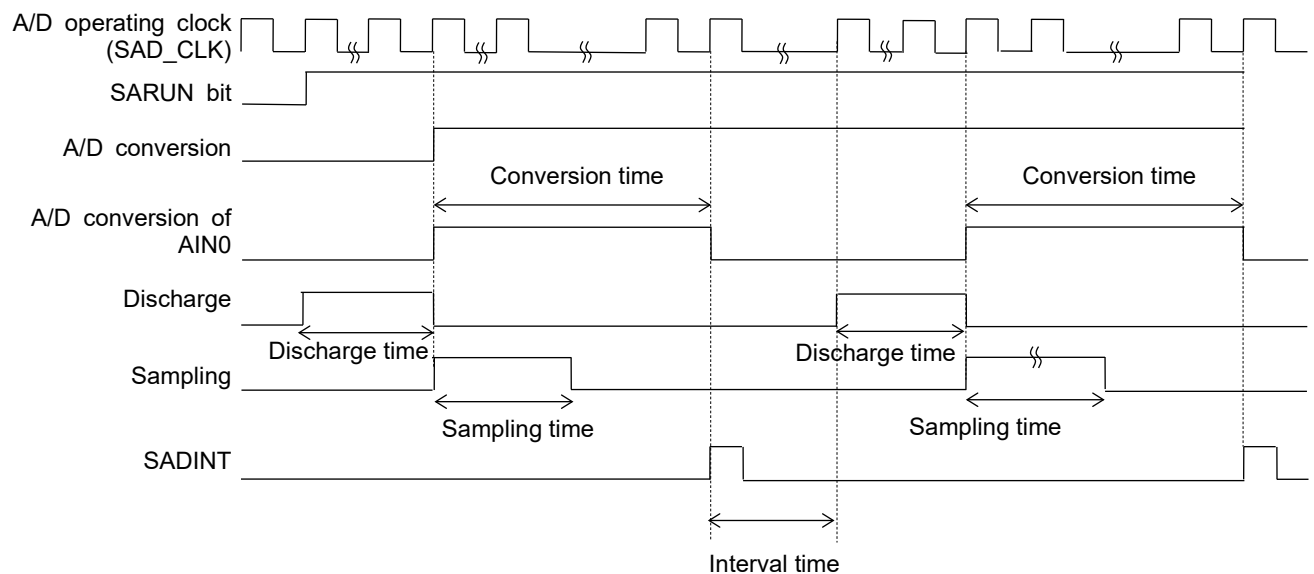 A/D operating clock
(SAD_CLK)
SARUN bit
A/D conversion
Conversion time
Conversion time
A/D conversion of
AIN0
Discharge
Discharge time
Discharge time
Sampling
Sampling time
Sampling time
SADINT
Interval time